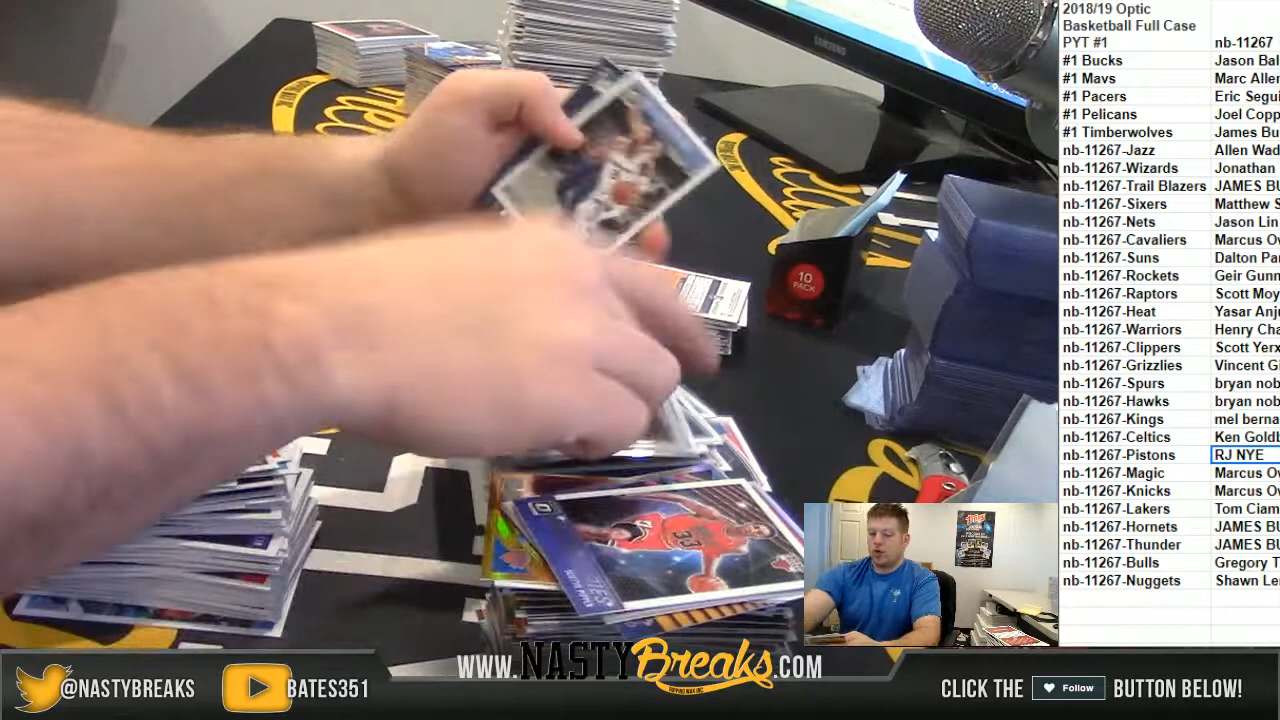 2018/19 Optic
Basketball Full Case
PYT #1 nb-11267
#1 Bucks Jason Bal
#1 Mavs Marc Alle
#1 Pacers Eric Segui
#1 Pelicans Joel Copp
#1 Timberwolves James Bu
nb-11267-Jazz Allen Wad
nb-11267-Wizards Jonathan
nb-11267-Trail Blazers JAMES BU
nb-11267-Sixers Matthew S
nb-11267-Nets Jason Lin
nb-11267-Cavaliers Marcus Ov
nb-11267-Suns Dalton Par
nb-11267-Rockets Geir Gunn
nb-11267-Raptors Scott Moy
nb-11267-Heat Yasar Anj
nb-11267-Warriors Henry Cha
nb-11267-Clippers Scott Yerx
nb-11267-Grizzlies Vincent Gi
nb-11267-Spurs bryan nob
nb-11267-Hawks bryan nob
nb-11267-Kings mel berna
nb-11267-Celtics Ken Goldb
nb-11267-Pistons RJ NYE
nb-11267-Magic Marcus Ov
nb-11267-Knicks Marcus Ov
nb-11267-Lakers Tom Ciam
nb-11267-Hornets JAMES BU
nb-11267-Thunder JAMES BU
nb-11267-Bulls Gregory T
nb-11267-Nuggets Shawn Le
SAMSUNG
10
PACK
@NASTYBREAKS
BATES351
WWW.NASTYBreaks.COM
RIPPING WAX INC
CLICK THE Follow BUTTON BELOW!